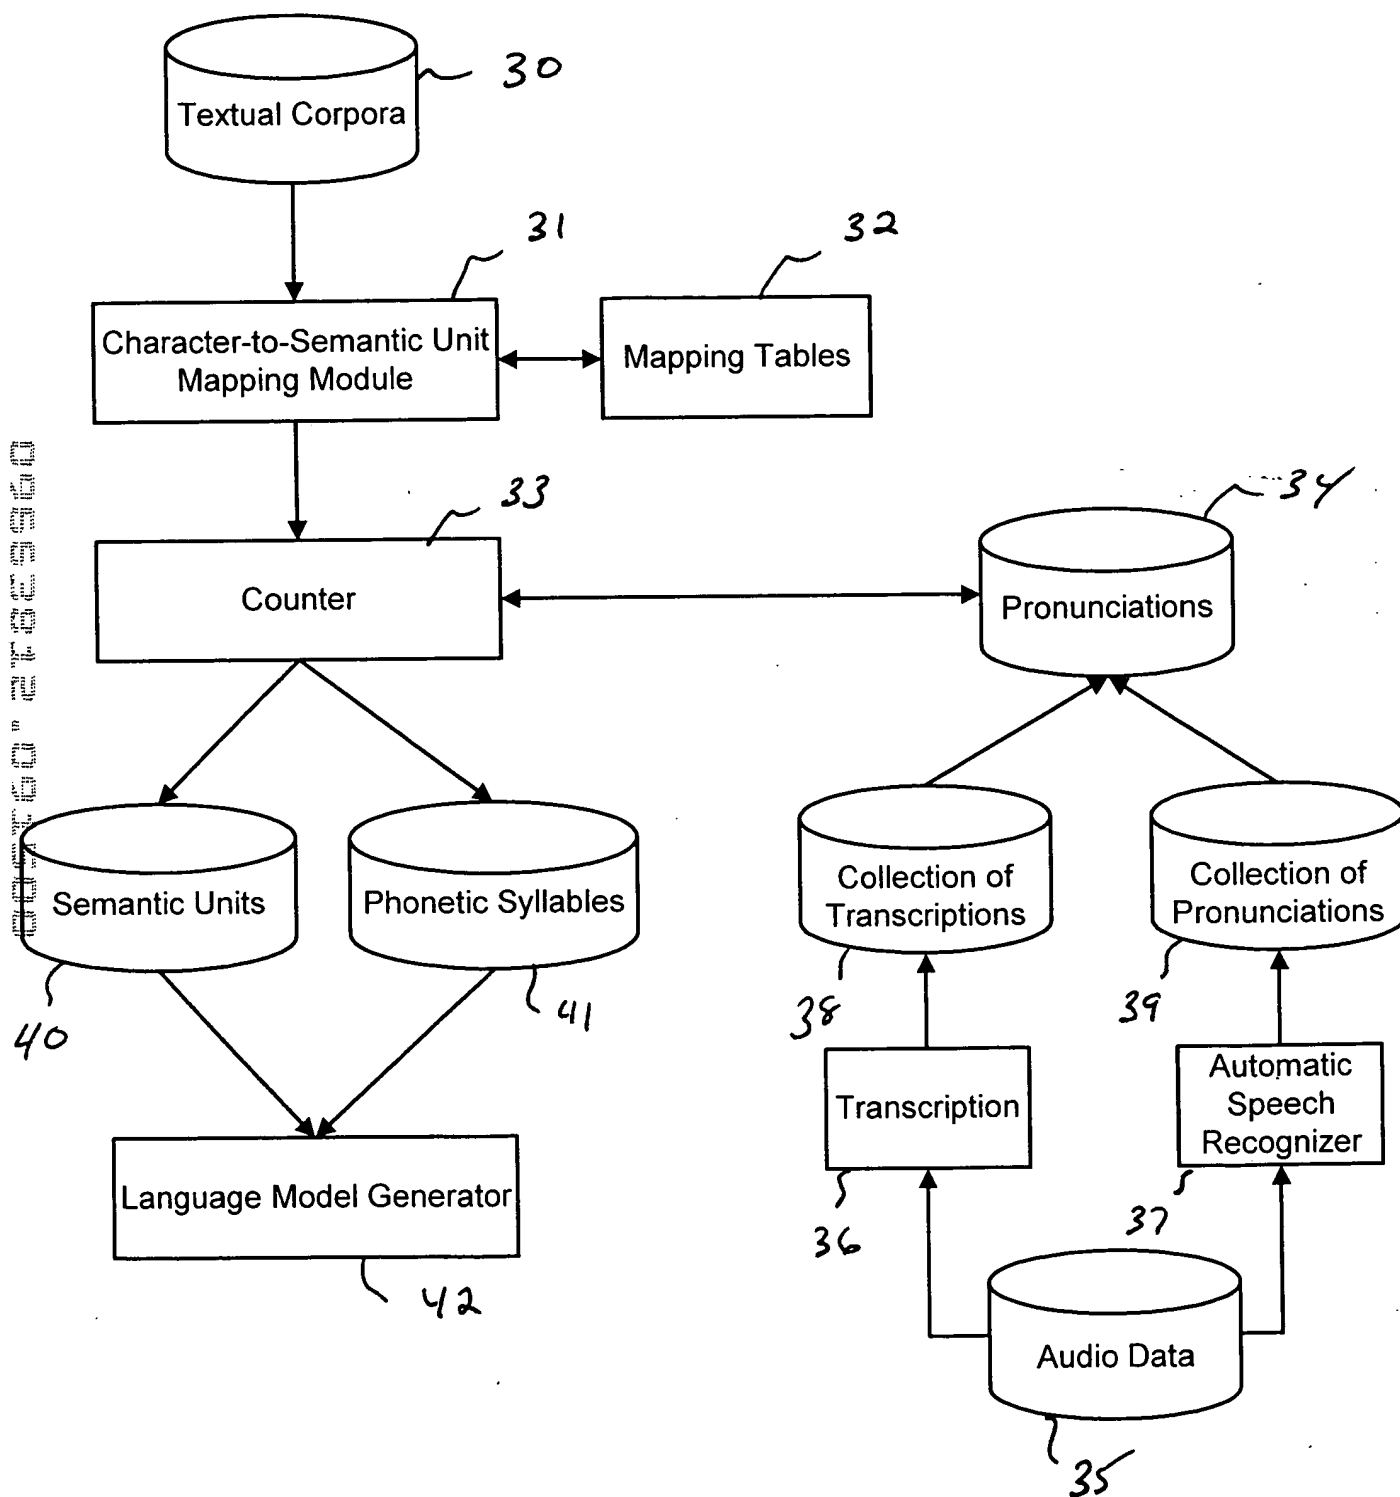 30
Textual Corpora
31
32
Character-to-Semantic Unit
Mapping Module
Mapping Tables
33
34
Counter
Pronunciations
Semantic Units
Phonetic Syllables
Collection of
Transcriptions
Collection of
Pronunciations
40
41
38
39
Transcription
Automatic
Speech
Recognizer
Language Model Generator
36
37
42
Audio Data
35